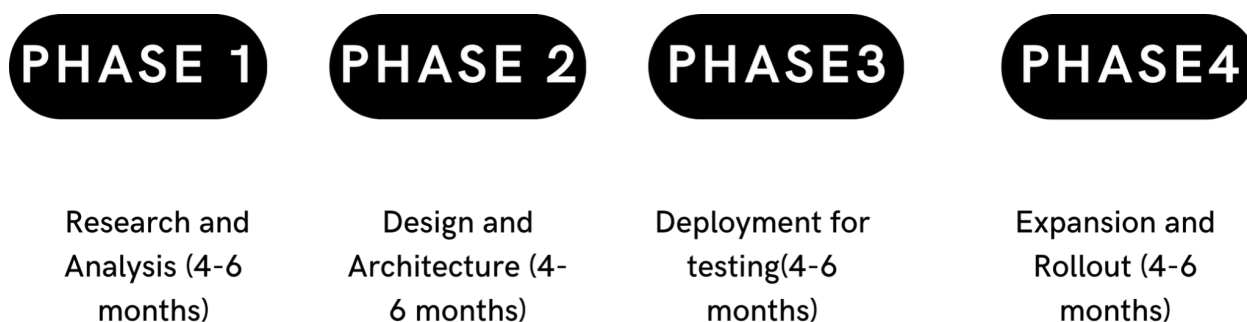 PHASE 1
PHASE 2
PHASE3
PHASE4
Research and
Analysis (4-6
months)
Design and
Architecture (4-
6 months)
Deployment for
testing(4-6
months)
Expansion and
Rollout (4-6
months)